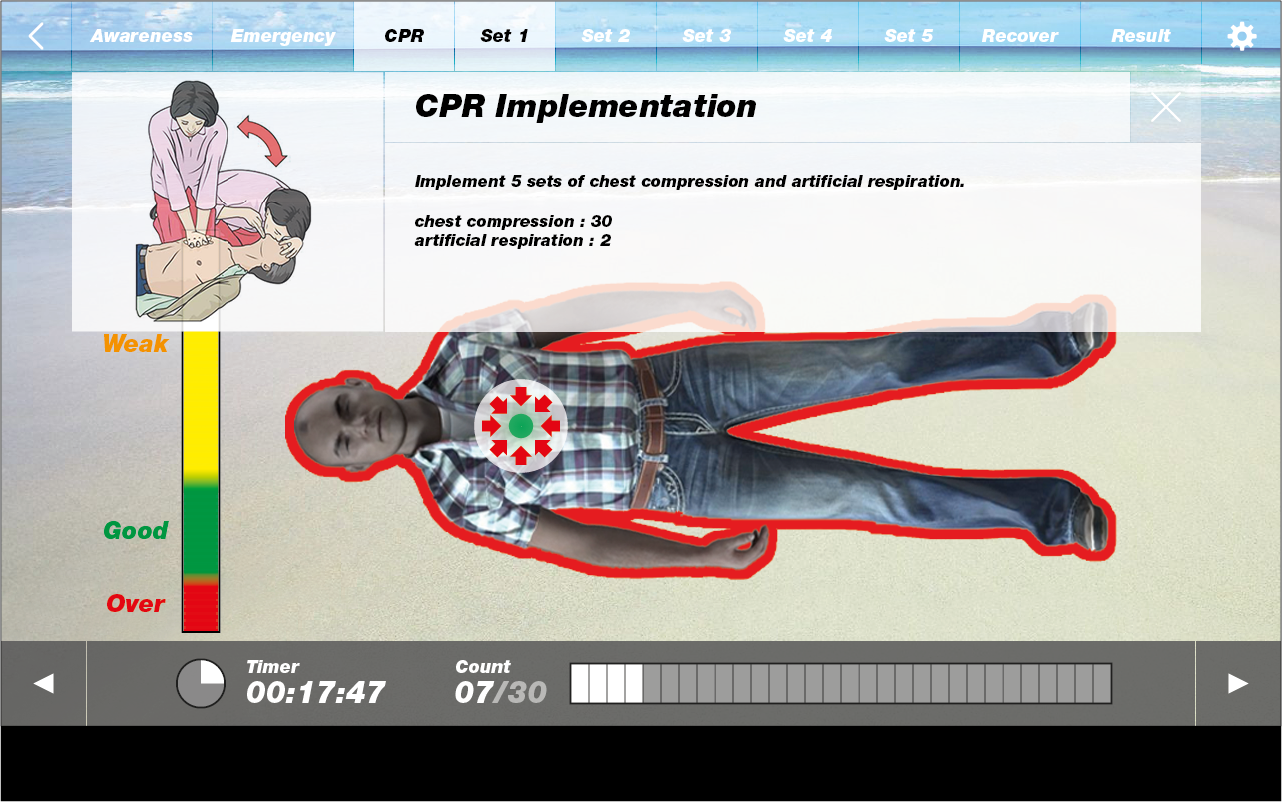 Awareness Emergency CPR Set 1 Set 2 Set 3 Set 4 Set 5 Recover Result
CPR Implementation
Implement 5 sets of chest compression and artificial respiration.
chest compression : 30
artificial respiration : 2
Weak
Good
Over
Timer
00:17:47
Count
07/30